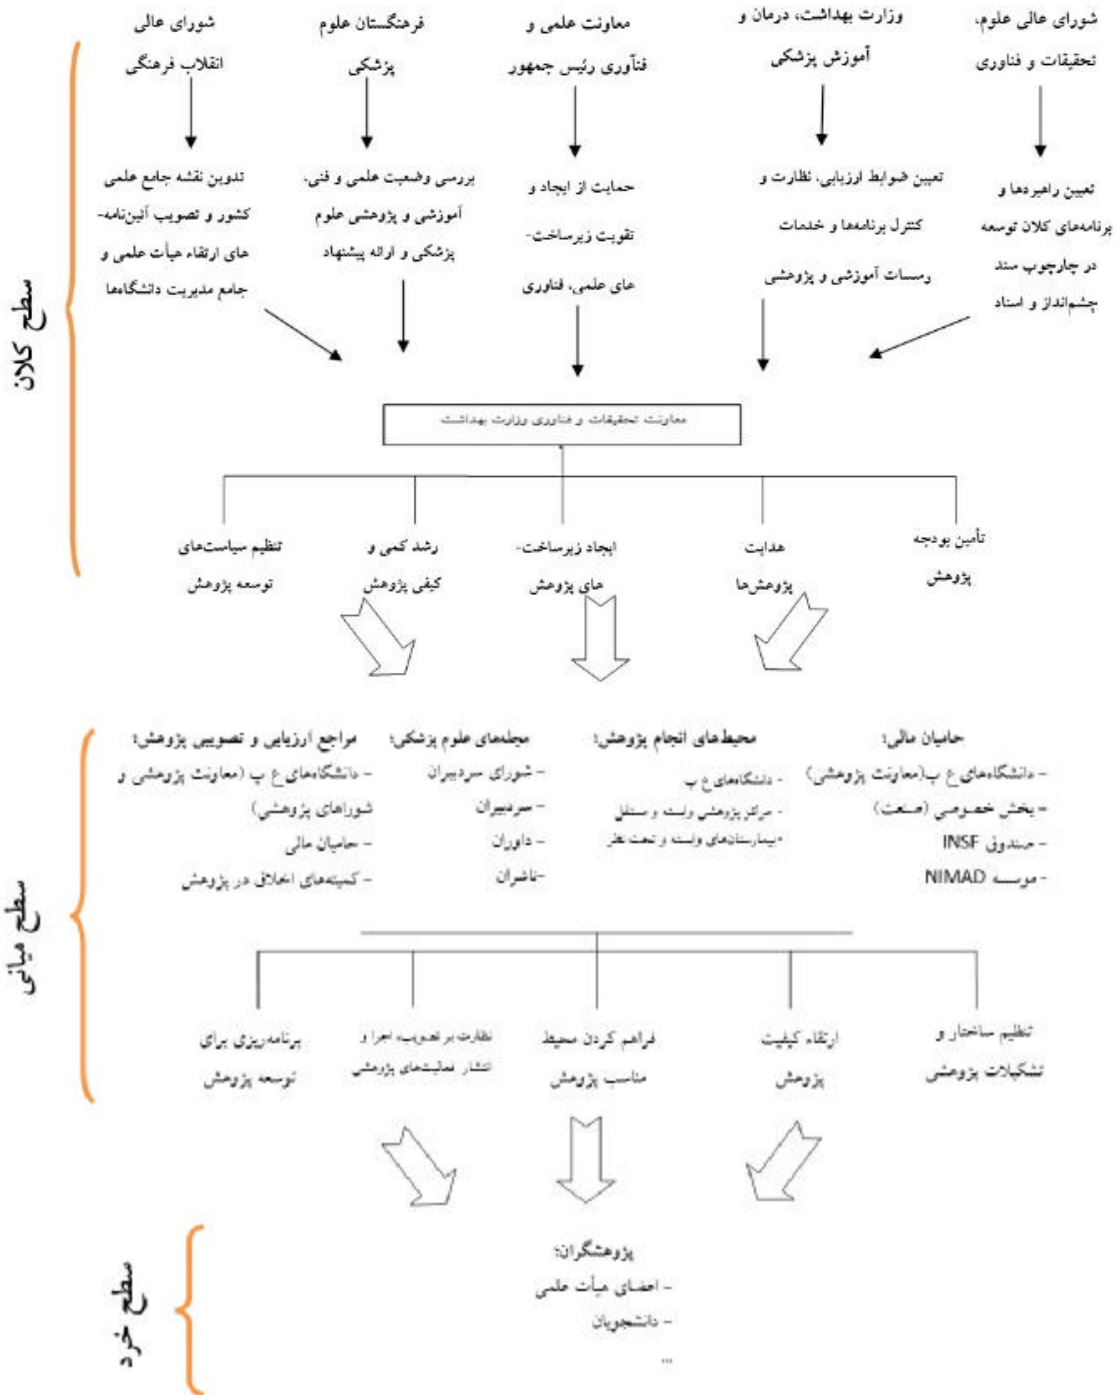 شورای عالی علوم،
تحقیقات و فناوری
وزارت بهداشت، درمان و
آموزش پزشکی
معاونت علمی و
فنآوری رئیس جمهور
فرهنگستان علوم
پزشکی
شورای عالی
انقلاب فرهنگی
تعیین راهبردها و
برنامه‌های کلان توسعه
در چارچوب سند
چشم‌انداز و اسناد
تعیین ضوابط ارزیابی، نظارت و
کنترل برنامه‌ها و خدمات
رسسات آموزشی و پژوهشی
حمایت از ایجاد و
تقویت زیرساخت-
های علمی، فناوری
بررسی وضعیت علمی و فنی،
آموزشی و پژوهشی علوم
پزشکی و ارائه پیشنهاد
تدوین نقشه جامع علمی
کشور و تصویب آئین‌نامه-
های ارتقاء هیأت علمی و
جامع مدیریت دانشگاه‌ها
سطح کلان
معاونت تحقیقات و فناوری وزارت بهداشت
تأمین بودجه
پژوهش
هدایت
پژوهش‌ها
ایجاد زیرساخت-
های پژوهش
رشد کمی و
کیفی پژوهش
تنظیم سیاست‌های
توسعه پژوهش
حامیان مالی؛
- دانشگاه‌های ع پ(معاونت پژوهشی)
- بخش خصوصی (صنعت)
- صندوق INSF
- موسسه NIMAD
محیط‌های انجام پژوهش؛
- دانشگاه‌های ع پ
- مراکز پژوهشی وابسته و مستقل
-بیمارستان‌های وابسته و تحت نظر
مجله‌های علوم پزشکی؛
- شورای سردبیران
- سردبیران
- داوران
-ناشران
مراجع ارزیابی و تصویبی پژوهش؛
- دانشگاه‌های ع پ (معاونت پژوهشی و
شوراهای پژوهشی)
- حامیان مالی
- کمیته‌های اخلاق در پژوهش
سطح میانی
تنظیم ساختار و
تشکیلات پژوهشی
ارتقاء کیفیت
پژوهش
فراهم کردن محیط
مناسب پژوهش
نظارت بر تصویب، اجرا و
انتشار فعالیت‌های پژوهشی
برنامه‌ریزی برای
توسعه پژوهش
پژوهشگران؛
- اعضای هیأت علمی
- دانشجویان
...
سطح خرد